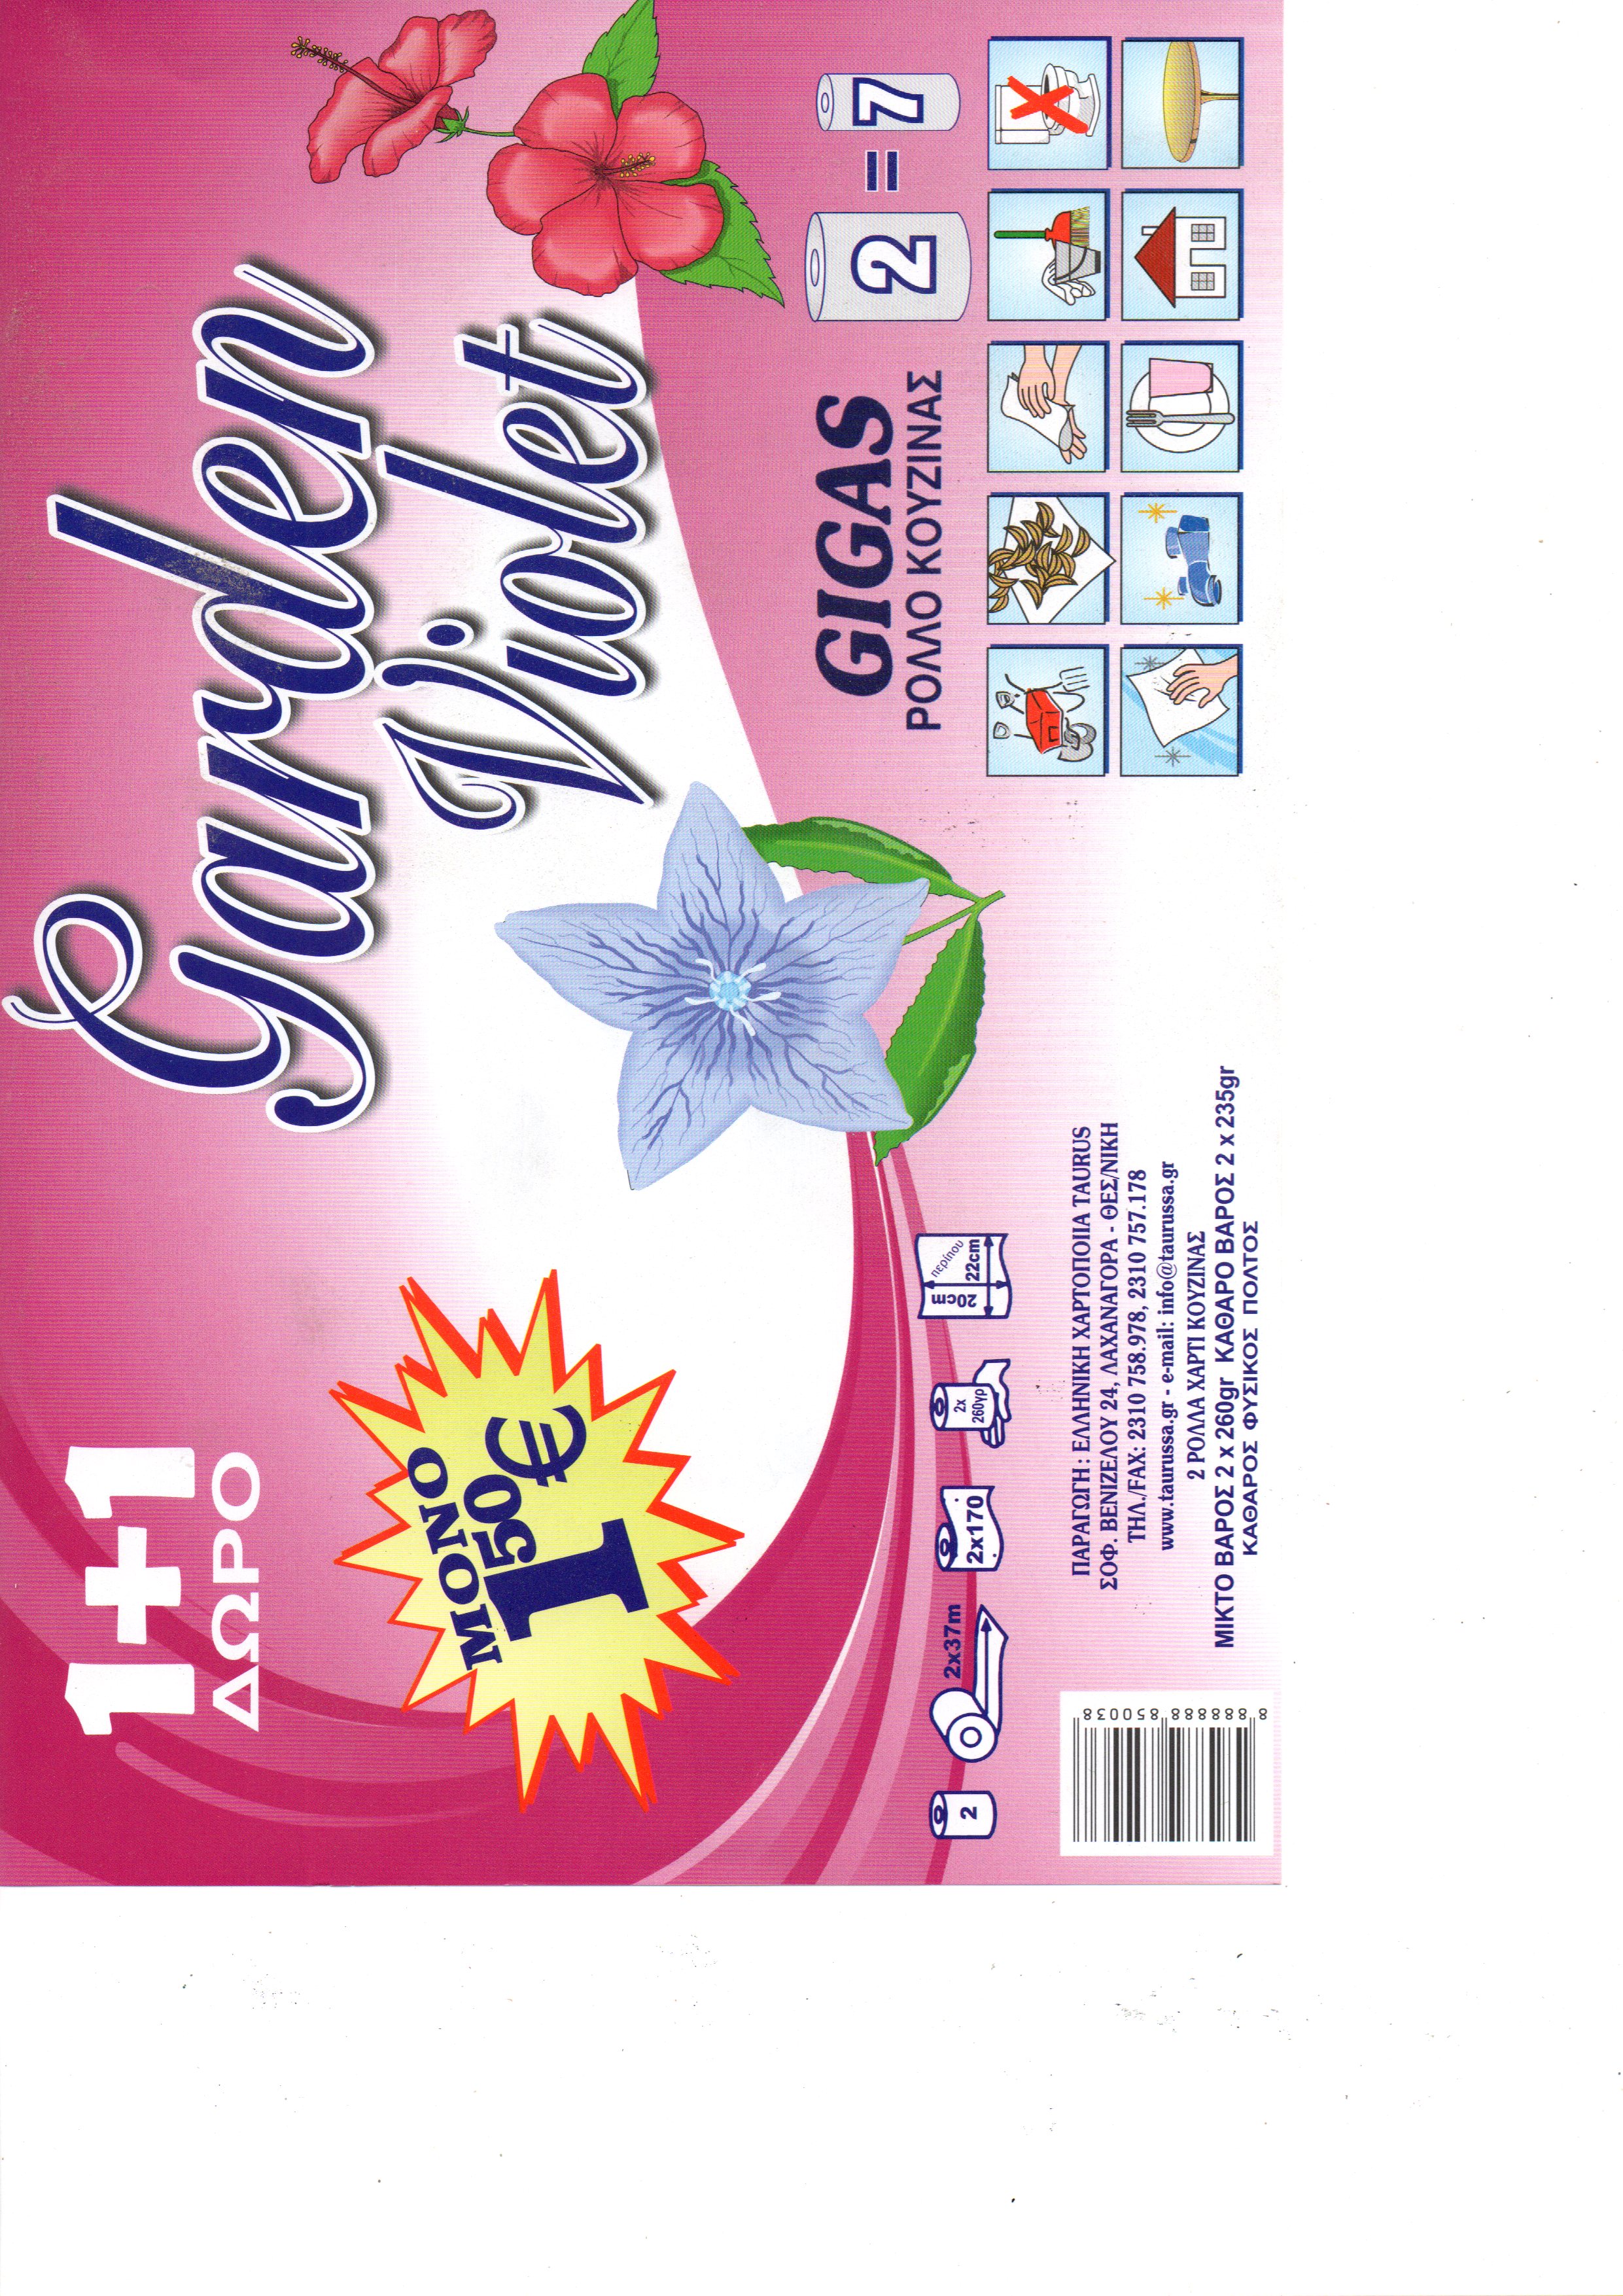 1+1
ΔΩΡΟ
Garden
Violet
ΜΟΝΟ
1 50 €
GIGAS
ΡΟΛΛΟ ΚΟΥΖΙΝΑΣ
2 = 7
2
2x37m
2x170
2x
260γρ
περίπου
20cm
22cm
ΠΑΡΑΓΩΓΗ : ΕΛΛΗΝΙΚΗ ΧΑΡΤΟΠΟΙΙΑ TAURUS
ΣΟΦ. ΒΕΝΙΖΕΛΟΥ 24, ΛΑΧΑΝΑΓΟΡΑ - ΘΕΣ/ΝΙΚΗ
ΤΗΛ./FAX: 2310 758.978, 2310 757.178
www.taurussa.gr - e-mail: info@taurussa.gr
2 ΡΟΛΛΑ ΧΑΡΤΙ ΚΟΥΖΙΝΑΣ
ΜΙΚΤΟ ΒΑΡΟΣ 2 x 260gr ΚΑΘΑΡΟ ΒΑΡΟΣ 2 x 235gr
ΚΑΘΑΡΟΣ ΦΥΣΙΚΟΣ ΠΟΛΤΟΣ
8 888888 850038